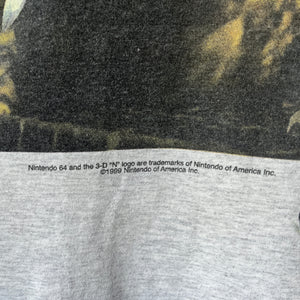 Nintendo 64 and the 3-D "N" logo are trademarks of Nintendo of America Inc.
©1999 Nintendo of America Inc.